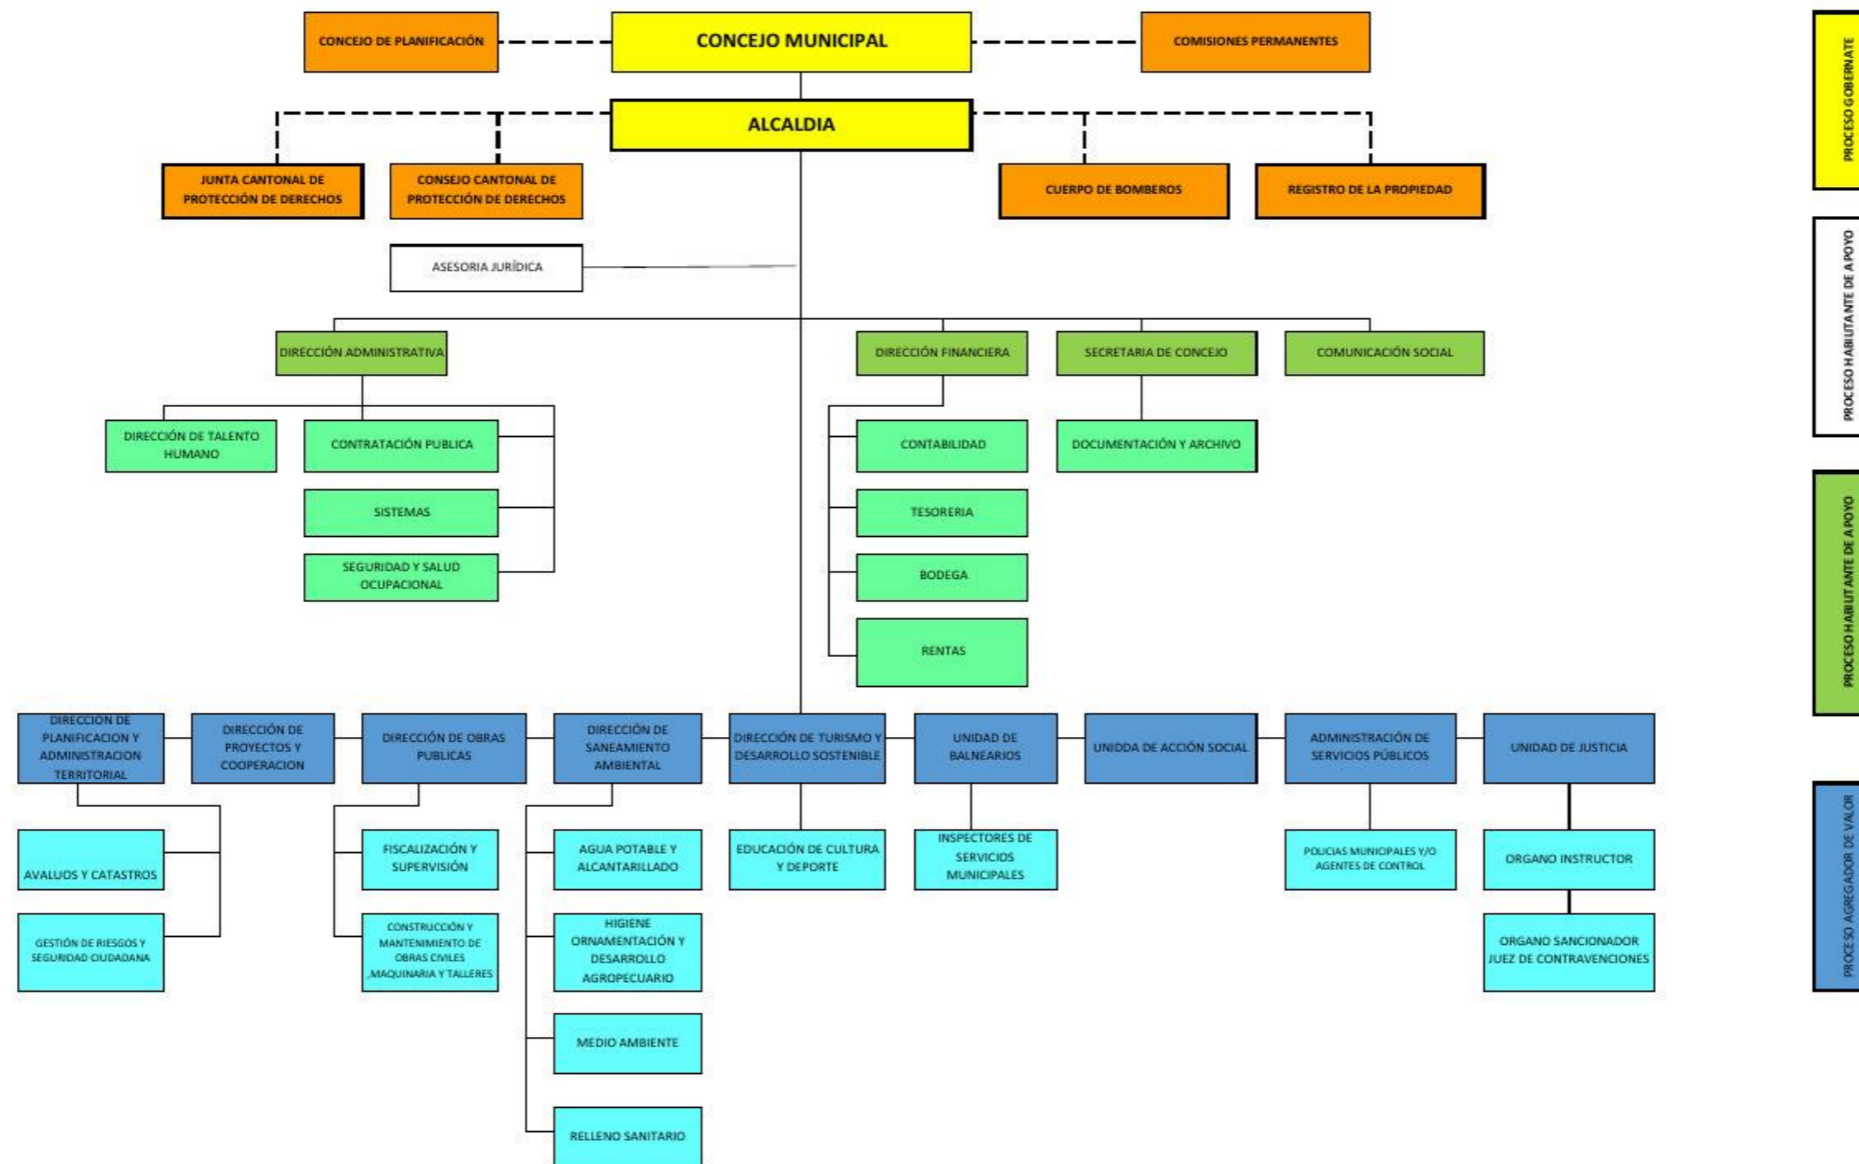 CONCEJO DE PLANIFICACIÓN
CONCEJO MUNICIPAL
COMISIONES PERMANENTES
ALCALDIA
JUNTA CANTONAL DE
PROTECCIÓN DE DERECHOS
CONSEJO CANTONAL DE
PROTECCIÓN DE DERECHOS
CUERPO DE BOMBEROS
REGISTRO DE LA PROPIEDAD
ASESORIA JURÍDICA
DIRECCIÓN ADMINISTRATIVA
DIRECCIÓN FINANCIERA
SECRETARIA DE CONCEJO
COMUNICACIÓN SOCIAL
DIRECCIÓN DE TALENTO
HUMANO
CONTRATACIÓN PUBLICA
SISTEMAS
SEGURIDAD Y SALUD
OCUPACIONAL
CONTABILIDAD
TESORERIA
BODEGA
RENTAS
DOCUMENTACIÓN Y ARCHIVO
DIRECCION DE
PLANIFICACION Y
ADMINISTRACION
TERRITORIAL
DIRECCIÓN DE
PROYECTOS Y
COOPERACION
DIRECCIÓN DE OBRAS
PUBLICAS
DIRECCIÓN DE
SANEAMIENTO
AMBIENTAL
DIRECCIÓN DE TURISMO Y
DESARROLLO SOSTENIBLE
UNIDAD DE
BALNEARIOS
UNIDDA DE ACCIÓN SOCIAL
ADMINISTRACIÓN DE
SERVICIOS PÚBLICOS
UNIDAD DE JUSTICIA
AVALUOS Y CATASTROS
GESTIÓN DE RIESGOS Y
SEGURIDAD CIUDADANA
FISCALIZACIÓN Y
SUPERVISIÓN
CONSTRUCCIÓN Y
MANTENIMIENTO DE
OBRAS CIVILES
,MAQUINARIA Y TALLERES
AGUA POTABLE Y
ALCANTARILLADO
HIGIENE
ORNAMENTACIÓN Y
DESARROLLO
AGROPECUARIO
MEDIO AMBIENTE
RELLENO SANITARIO
EDUCACIÓN DE CULTURA
Y DEPORTE
INSPECTORES DE
SERVICIOS
MUNICIPALES
POLICIAS MUNICIPALES Y/O
AGENTES DE CONTROL
ORGANO INSTRUCTOR
ORGANO SANCIONADOR
JUEZ DE CONTRAVENCIONES
PROCESO GOBERNATE
PROCESO HABILITANTE DE APOYO
PROCESO HABILITANTE DE APOYO
PROCESO AGREGADOR DE VALOR